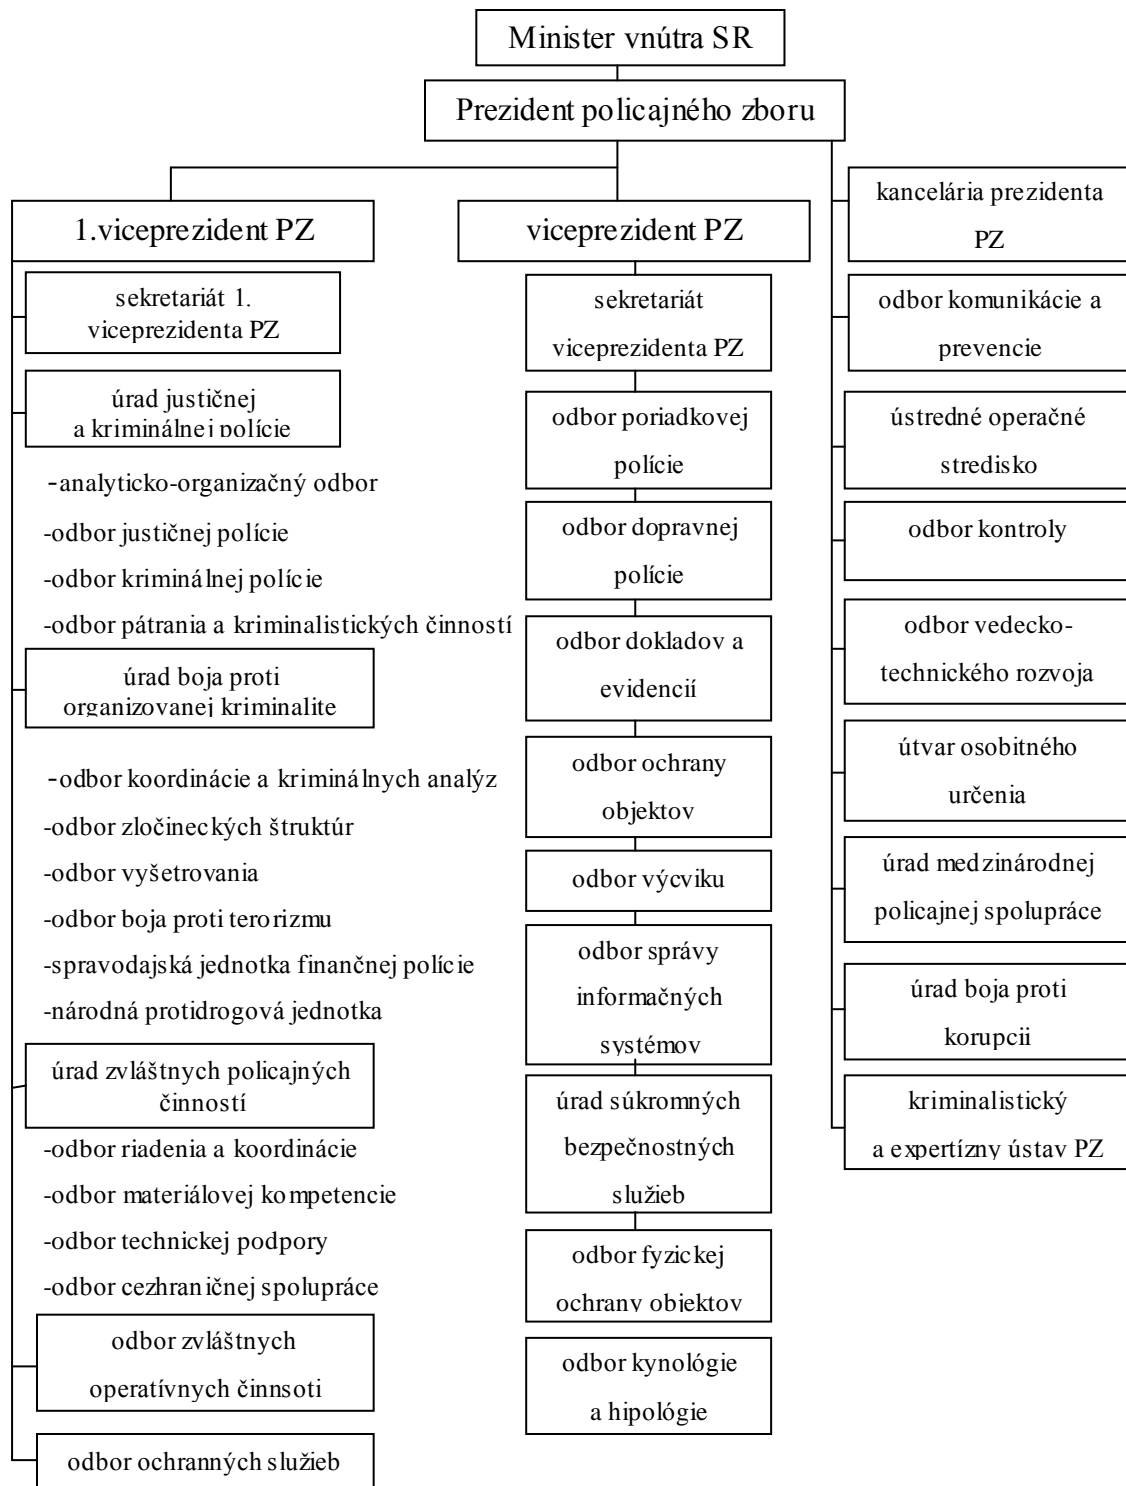 Minister vnútra SR
Prezident policajného zboru
1.viceprezident PZ
sekretariát 1.
viceprezidenta PZ
úrad justičnej
a kriminálnej polície
-analyticko-organizačný odbor
-odbor justičnej polície
-odbor kriminálnej polície
-odbor pátrania a kriminalistických činností
úrad boja proti
organizovanej kriminalite
-odbor koordinácie a kriminálnych analýz
-odbor zločineckých štruktúr
-odbor vyšetrovania
-odbor boja proti terorizmu
-spravodajská jednotka finančnej polície
-národná protidrogová jednotka
úrad zvláštnych policajných
činností
-odbor riadenia a koordinácie
-odbor materiálovej kompetencie
-odbor technickej podpory
-odbor cezhraničnej spolupráce
odbor zvláštnych
operatívnych činnsoti
odbor ochranných služieb
viceprezident PZ
sekretariát
viceprezidenta PZ
odbor poriadkovej
polície
odbor dopravnej
polície
odbor dokladov a
evidencií
odbor ochrany
objektov
odbor výcviku
odbor správy
informačných
systémov
úrad súkromných
bezpečnostných
služieb
odbor fyzickej
ochrany objektov
odbor kynológie
a hipológie
kancelária prezidenta
PZ
odbor komunikácie a
prevencie
ústredné operačné
stredisko
odbor kontroly
odbor vedecko-
technického rozvoja
útvar osobitného
určenia
úrad medzinárodnej
policajnej spolupráce
úrad boja proti
korupcii
kriminalistický
a expertízny ústav PZ